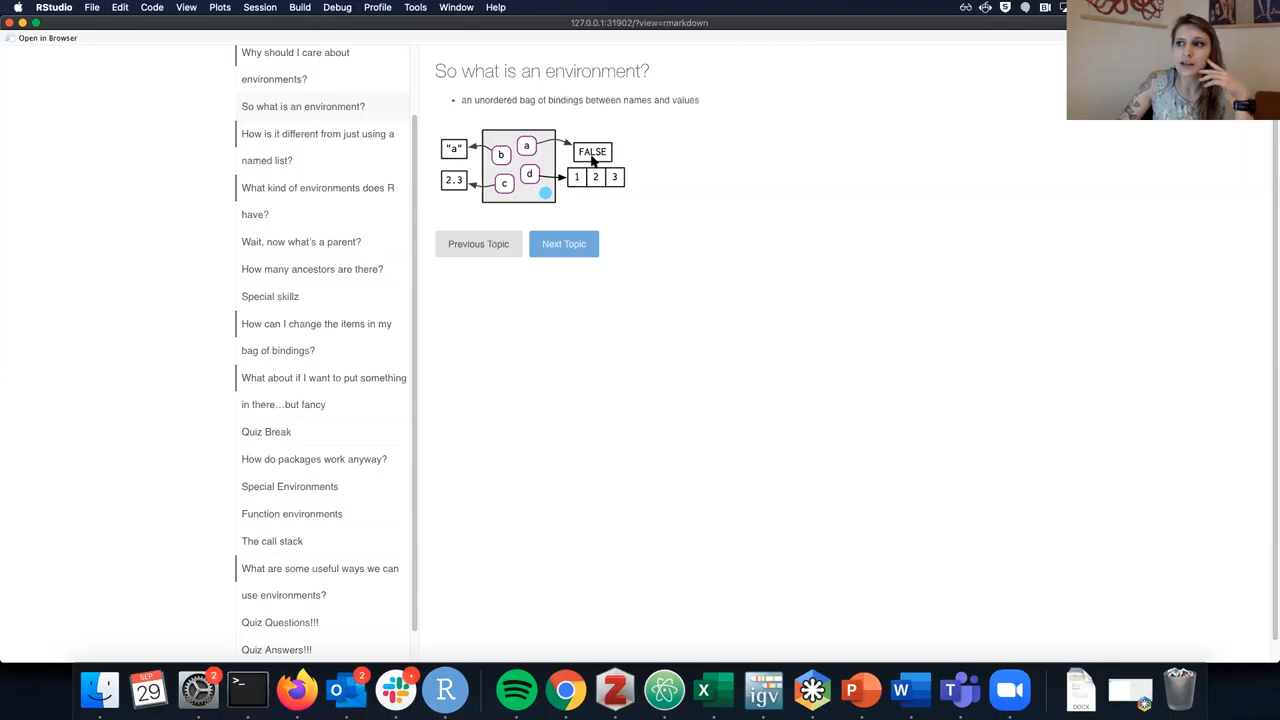 RStudio File Edit Code View Plots Session Build Debug Profile Tools Window Help
127.0.0.1:31902/?view=rmarkdown
Open in Browser
Why should I care about
environments?
So what is an environment?
How is it different from just using a
named list?
What kind of environments does R
have?
Wait, now what's a parent?
How many ancestors are there?
Special skillz
How can I change the items in my
bag of bindings?
What about if I want to put something
in there...but fancy
Quiz Break
How do packages work anyway?
Special Environments
Function environments
The call stack
What are some useful ways we can
use environments?
Quiz Questions!!!
Quiz Answers!!!
So what is an environment?
• an unordered bag of bindings between names and values
"a" b a FALSE
2.3 c d 1 2 3
Previous Topic Next Topic
SEP
29
2
>_
O
2
R
X
igv
P
W
T
DOCX